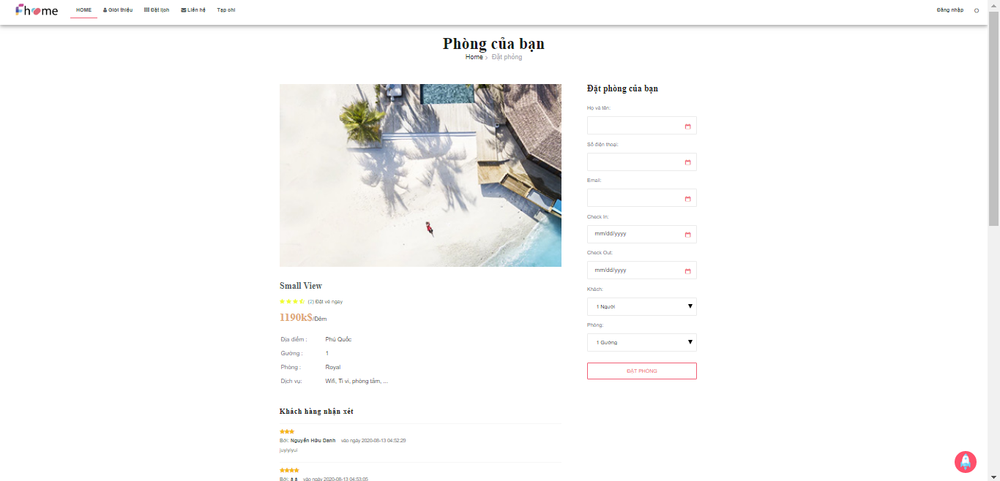 Fhome HOME Giới thiệu Đặt lịch Liên hệ Tạp chí Đăng nhập
Phòng của bạn
Home > Đặt phòng
Small View
(2) Đặt vé ngay
1190k$/Đêm
Địa điểm : Phú Quốc
Gường : 1
Phòng : Royal
Dịch vụ: Wifi, Ti vi, phòng tắm, ...
Khách hàng nhận xét
Bởi: Nguyễn Hữu Danh vào ngày 2020-08-13 04:52:29
juyiyiyui
Bởi: â â vào ngày 2020-08-13 04:53:05
Đặt phòng của bạn
Họ và tên:
Số điện thoại:
Email:
Check In:
mm/dd/yyyy
Check Out:
mm/dd/yyyy
Khách:
1 Người
Phòng:
1 Gường
ĐẶT PHÒNG